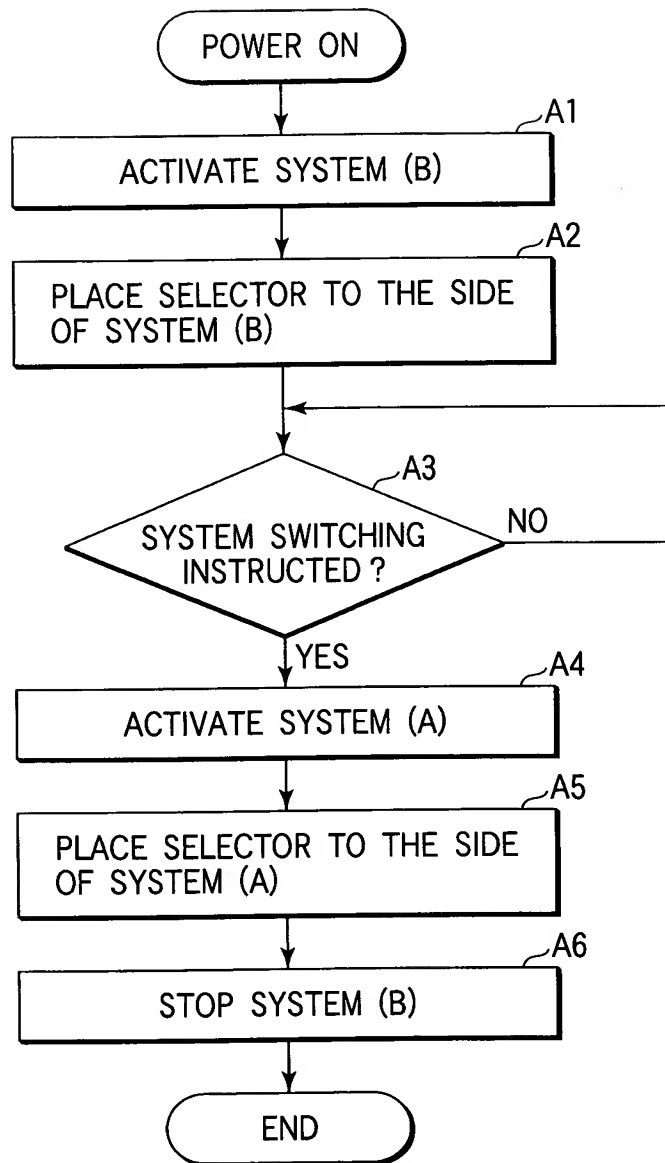 POWER ON
A1
ACTIVATE SYSTEM (B)
A2
PLACE SELECTOR TO THE SIDE
OF SYSTEM (B)
A3
SYSTEM SWITCHING
INSTRUCTED ?
NO
YES
A4
ACTIVATE SYSTEM (A)
A5
PLACE SELECTOR TO THE SIDE
OF SYSTEM (A)
A6
STOP SYSTEM (B)
END